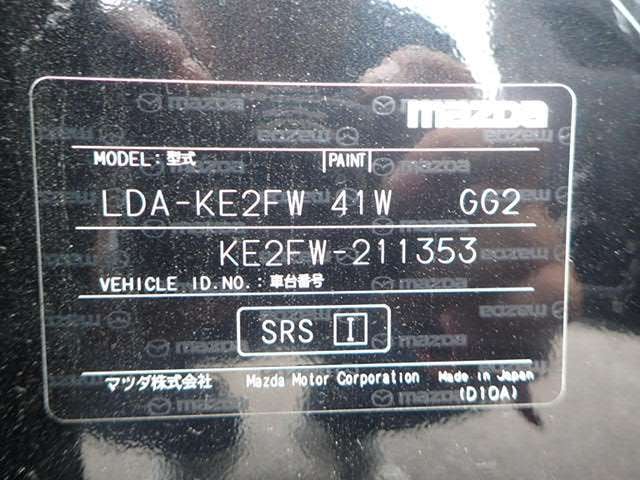 mazda
MODEL:型式 PAINT
LDA-KE2FW 41W GG2
KE2FW-211353
VEHICLE ID.NO.:車台番号
SRS I
マツダ株式会社 Mazda Motor Corporation Made in Japan
(D10A)